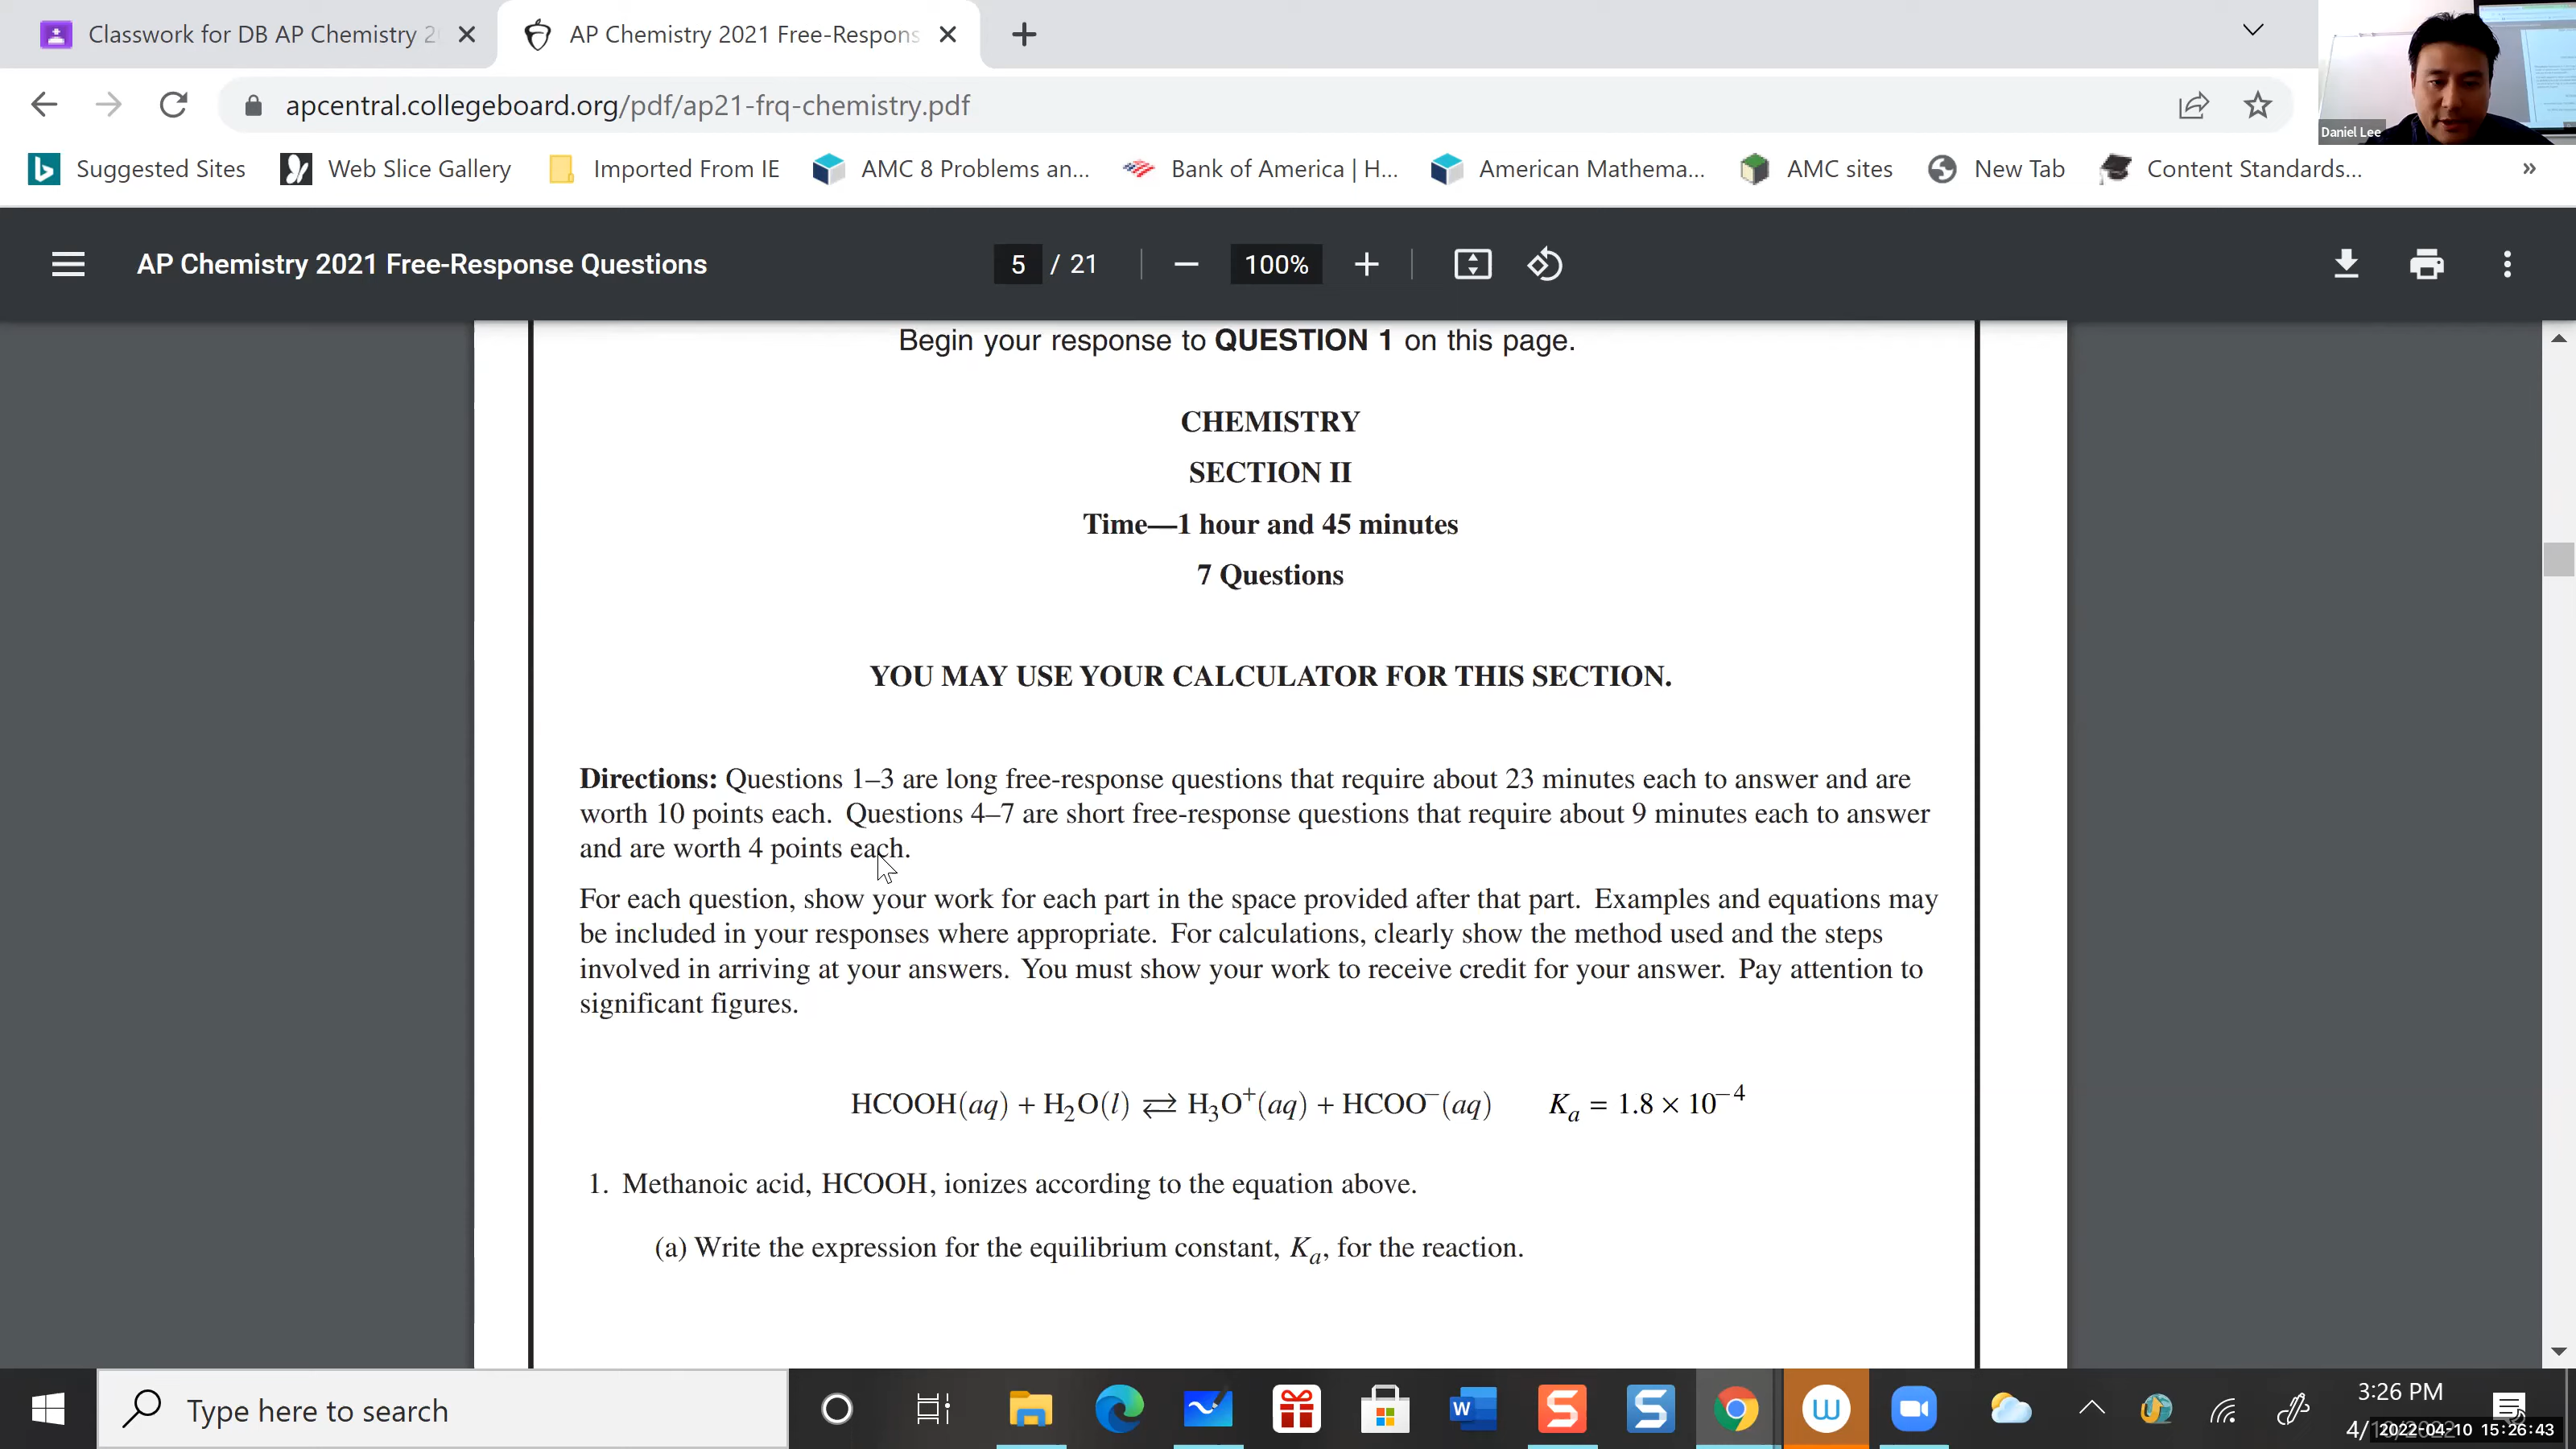 Classwork for DB AP Chemistry 2
AP Chemistry 2021 Free-Respons
apcentral.collegeboard.org/pdf/ap21-frq-chemistry.pdf
Daniel Lee
Suggested Sites
Web Slice Gallery
Imported From IE
AMC 8 Problems an...
Bank of America | H...
American Mathema...
AMC sites
New Tab
Content Standards...
»
AP Chemistry 2021 Free-Response Questions
5 / 21
100%
Begin your response to QUESTION 1 on this page.
CHEMISTRY
SECTION II
Time—1 hour and 45 minutes
7 Questions
YOU MAY USE YOUR CALCULATOR FOR THIS SECTION.
Directions: Questions 1–3 are long free-response questions that require about 23 minutes each to answer and are
worth 10 points each. Questions 4–7 are short free-response questions that require about 9 minutes each to answer
and are worth 4 points each.
For each question, show your work for each part in the space provided after that part. Examples and equations may
be included in your responses where appropriate. For calculations, clearly show the method used and the steps
involved in arriving at your answers. You must show your work to receive credit for your answer. Pay attention to
significant figures.
HCOOH(aq) + H₂O(l) ⇄ H₃O⁺(aq) + HCOO⁻(aq) Kₐ = 1.8 × 10⁻⁴
1. Methanoic acid, HCOOH, ionizes according to the equation above.
(a) Write the expression for the equilibrium constant, Kₐ, for the reaction.
Type here to search
3:26 PM
2022-04-10 15:26:43